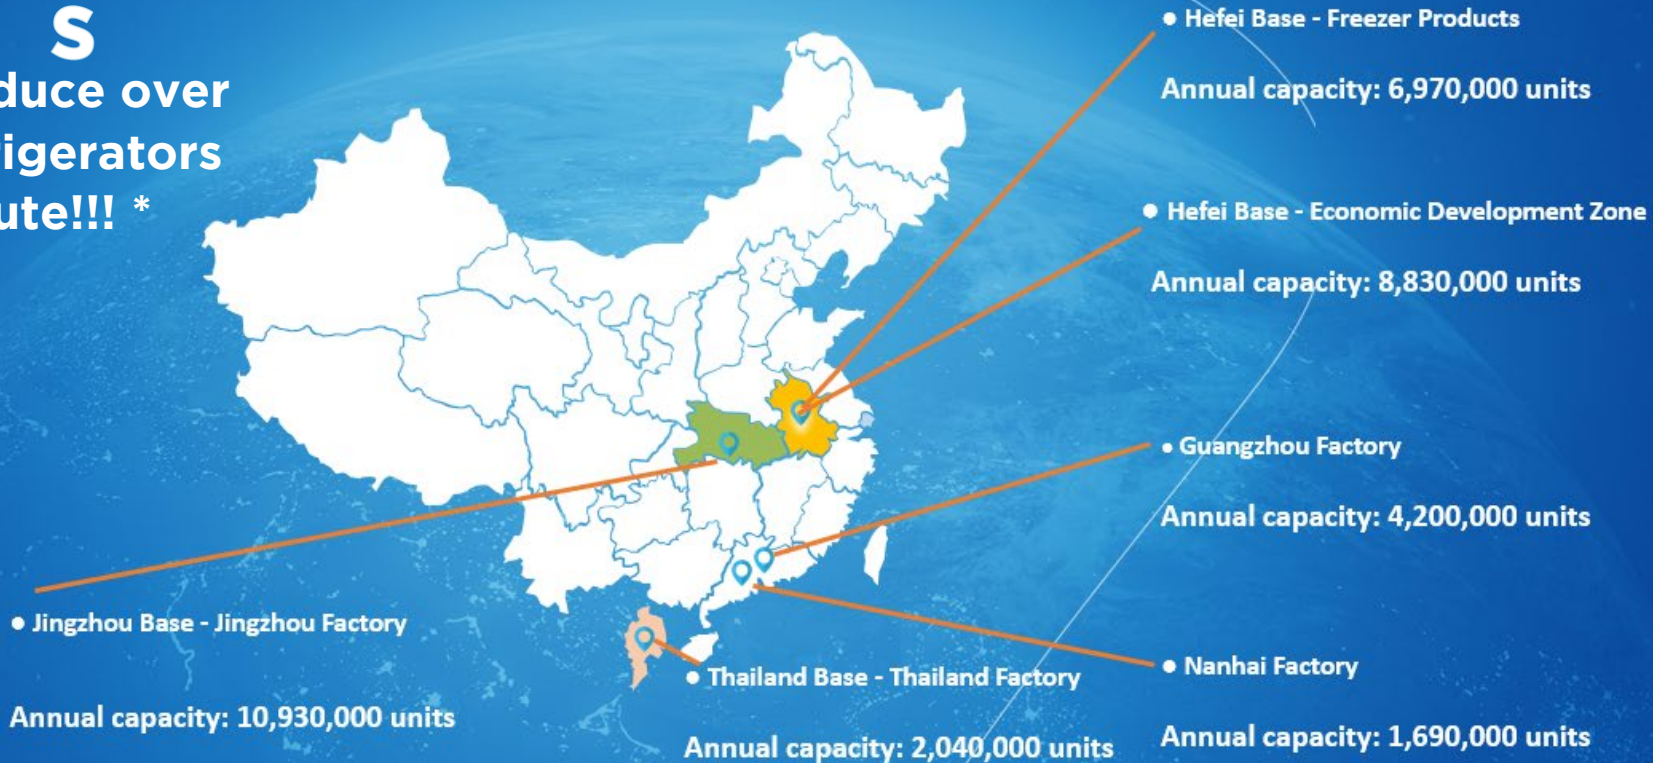 S
duce over
igerators
ute!!! *
● Hefei Base - Freezer Products
Annual capacity: 6,970,000 units
● Hefei Base - Economic Development Zone
Annual capacity: 8,830,000 units
● Guangzhou Factory
Annual capacity: 4,200,000 units
● Jingzhou Base - Jingzhou Factory
Annual capacity: 10,930,000 units
● Thailand Base - Thailand Factory
Annual capacity: 2,040,000 units
● Nanhai Factory
Annual capacity: 1,690,000 units